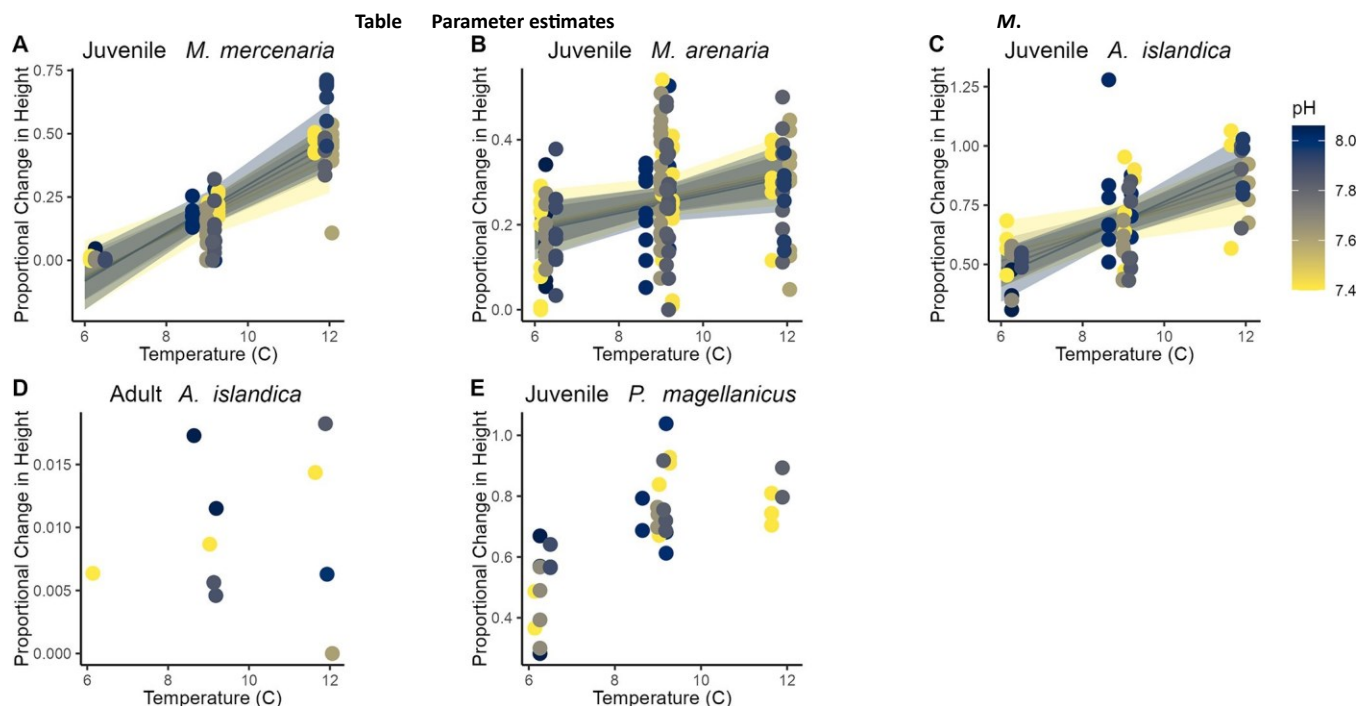 Table Parameter estimates M.
A Juvenile M. mercenaria
Proportional Change in Height
0.75
0.50
0.25
0.00
6 8 10 12
Temperature (C)
B Juvenile M. arenaria
Proportional Change in Height
0.4
0.2
0.0
6 8 10 12
Temperature (C)
C Juvenile A. islandica
Proportional Change in Height
1.25
1.00
0.75
0.50
6 8 10 12
Temperature (C)
pH
8.0
7.8
7.6
7.4
D Adult A. islandica
Proportional Change in Height
0.015
0.010
0.005
0.000
6 8 10 12
Temperature (C)
E Juvenile P. magellanicus
Proportional Change in Height
1.0
0.8
0.6
0.4
6 8 10 12
Temperature (C)